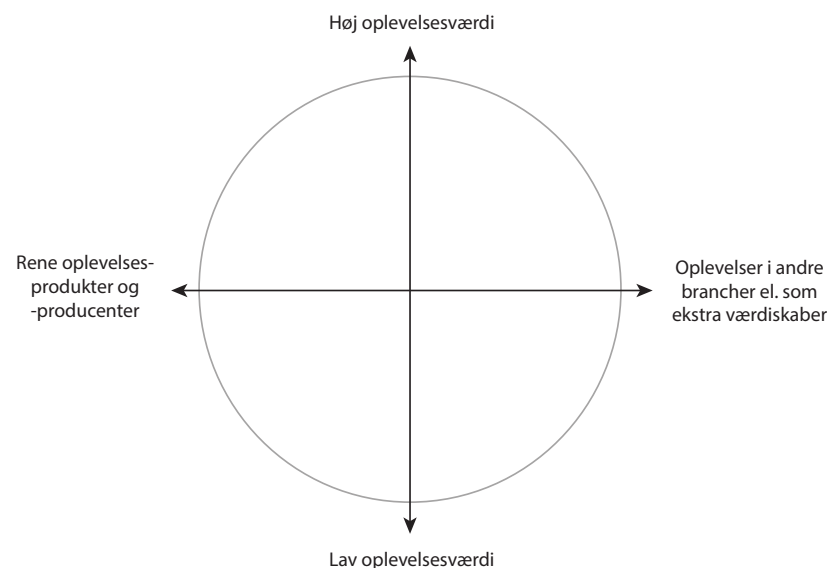 Høj oplevelsesværdi
Rene oplevelses-
produkter og
-producenter
Oplevelser i andre
brancher el. som
ekstra værdiskaber
Lav oplevelsesværdi